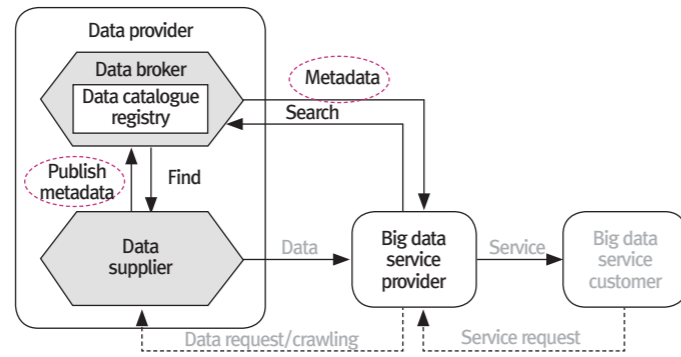 Data provider
Data broker
Data catalogue
registry
Metadata
Search
Publish
metadata
Find
Data
supplier
Data
Big data
service
provider
Service
Big data
service
customer
Data request/crawling
Service request